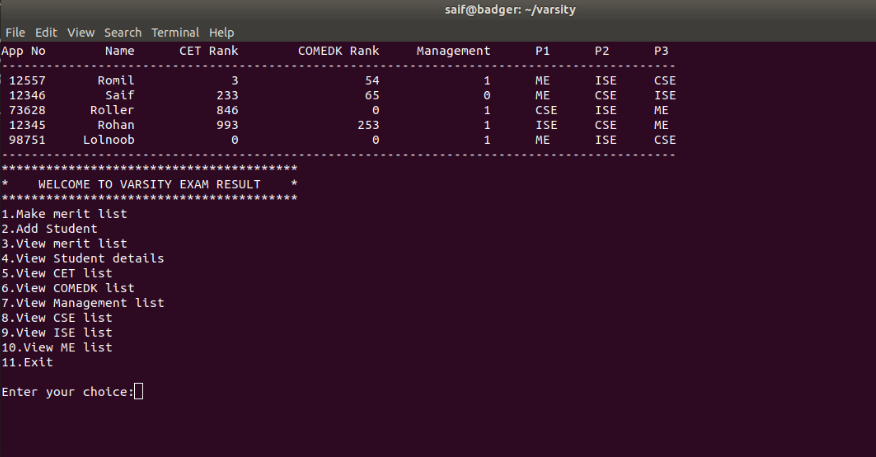 saif@badger: ~/varsity
File Edit View Search Terminal Help
App No        Name      CET Rank        COMEDK Rank     Management      P1      P2      P3
-------------------------------------------------------------------------------------------
 12557       Romil             3                 54              1      ME      ISE     CSE
 12346        Saif           233                 65              0      ME      CSE     ISE
 73628      Roller           846                  0              1      CSE     ISE     ME
 12345       Rohan           993                253              1      ISE     CSE     ME
 98751     Lolnoob             0                  0              1      ME      ISE     CSE
-------------------------------------------------------------------------------------------
****************************************
*    WELCOME TO VARSITY EXAM RESULT    *
****************************************
1.Make merit list
2.Add Student
3.View merit list
4.View Student details
5.View CET list
6.View COMEDK list
7.View Management list
8.View CSE list
9.View ISE list
10.View ME list
11.Exit
Enter your choice: